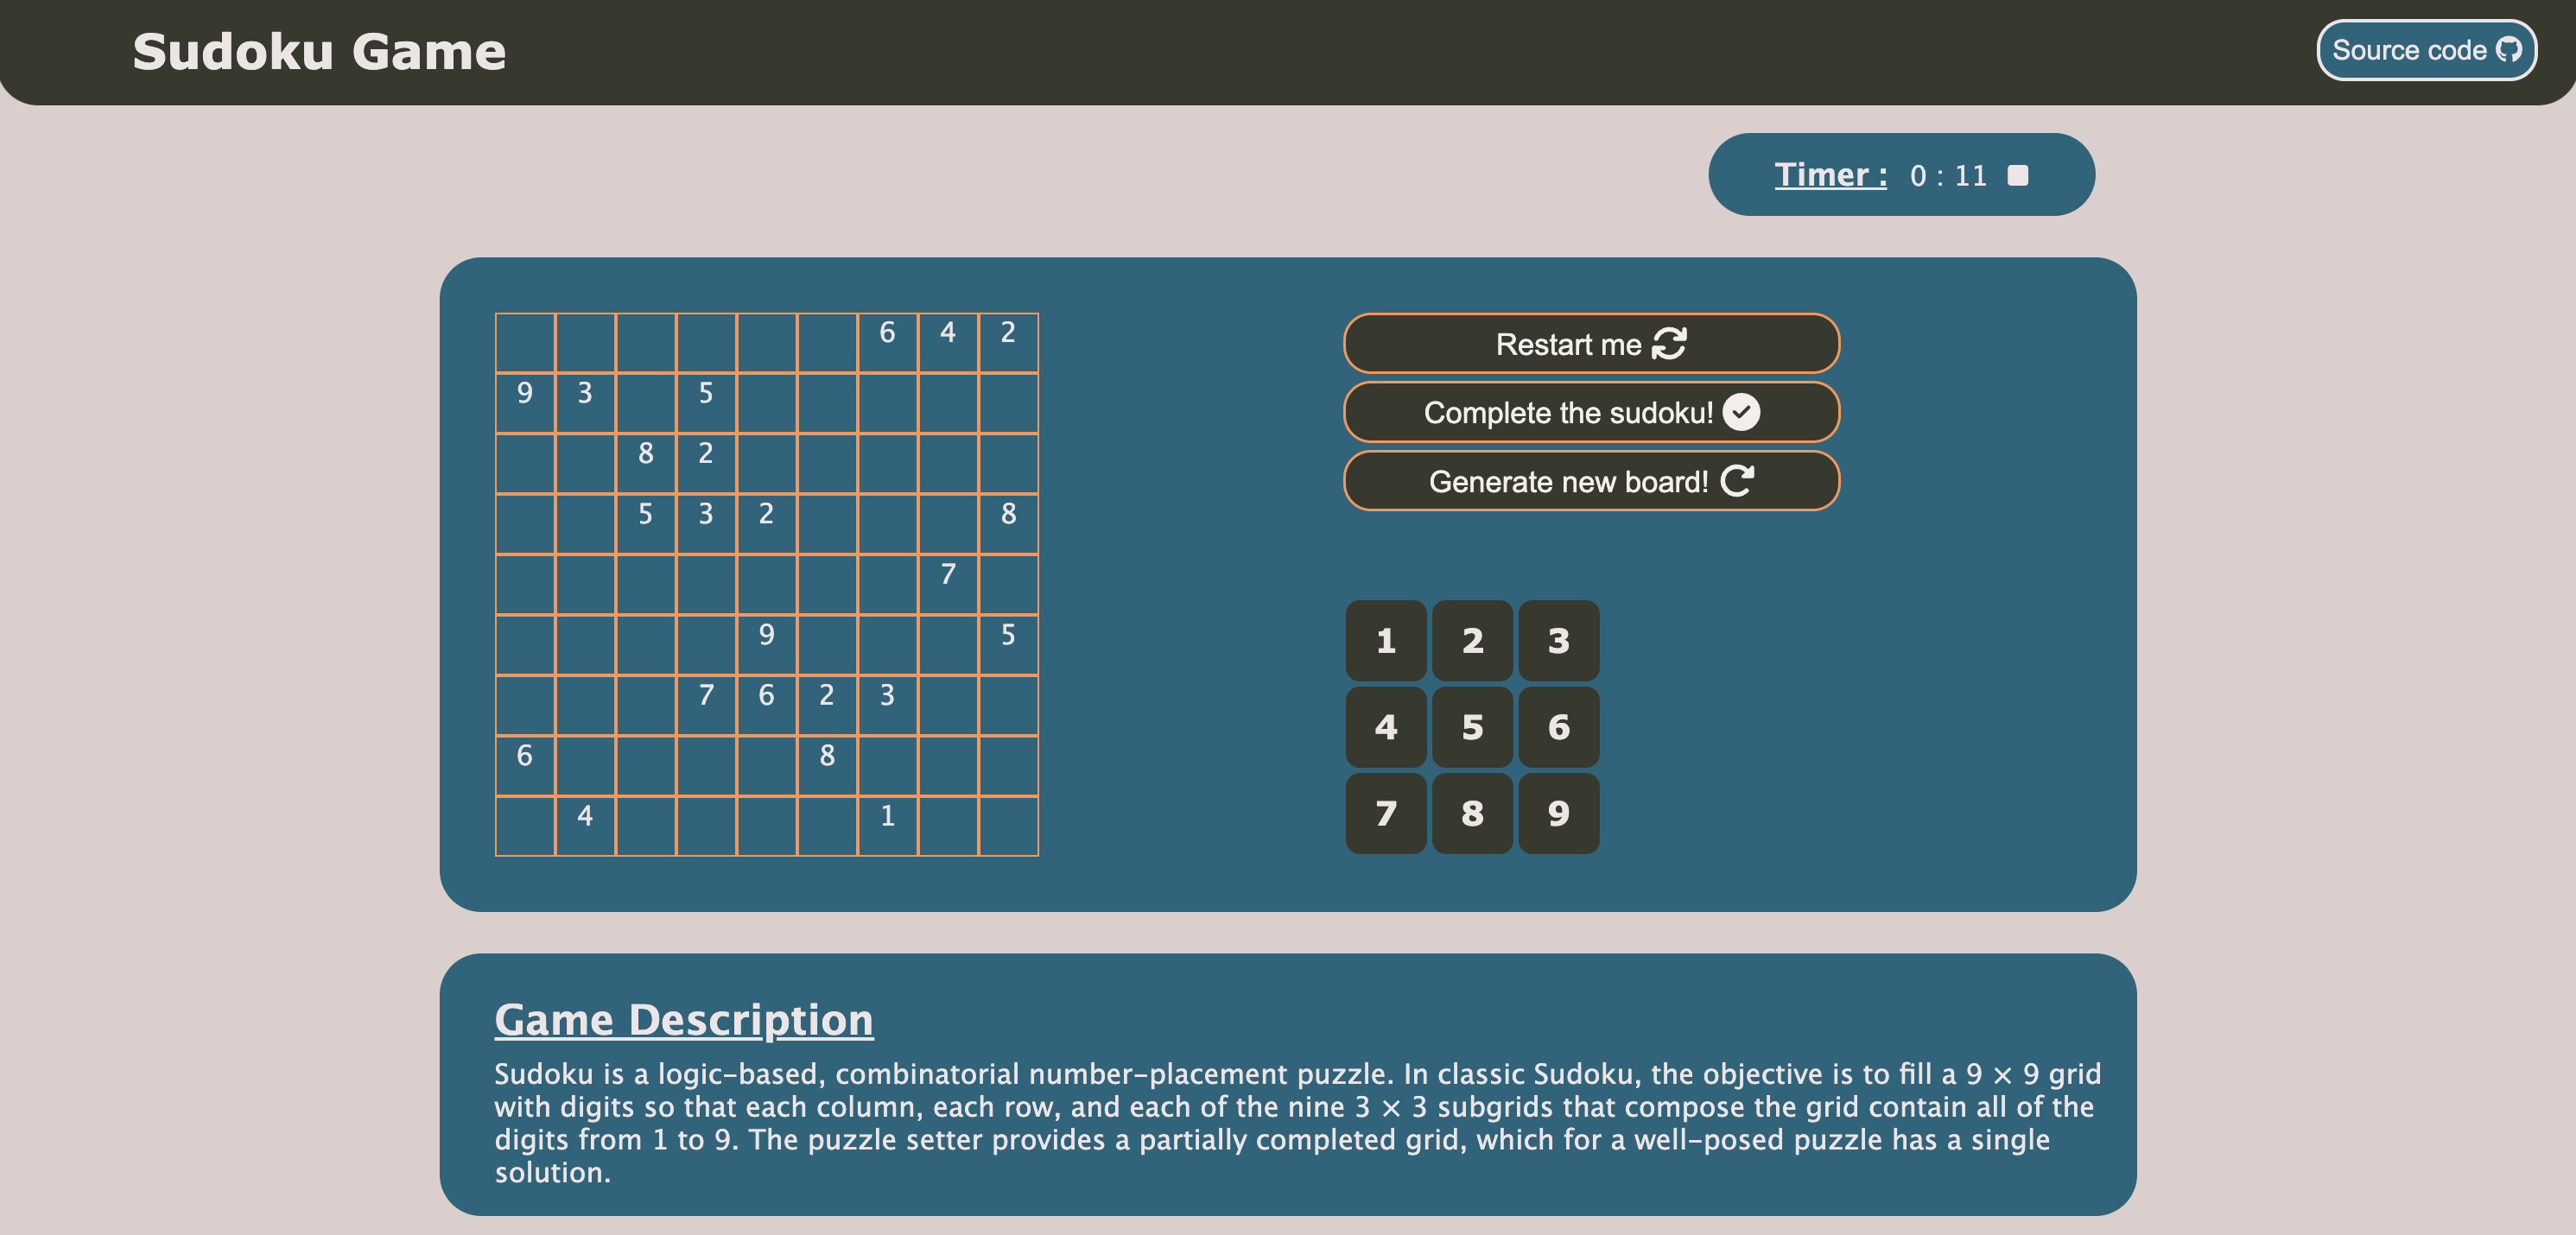 Sudoku Game
Source code
Timer : 0 : 11
6 4 2
9 3 5
8 2
5 3 2 8
7
9 5
7 6 2 3
6 8
4 1
Restart me
Complete the sudoku!
Generate new board!
1 2 3
4 5 6
7 8 9
Game Description
Sudoku is a logic-based, combinatorial number-placement puzzle. In classic Sudoku, the objective is to fill a 9 × 9 grid
with digits so that each column, each row, and each of the nine 3 × 3 subgrids that compose the grid contain all of the
digits from 1 to 9. The puzzle setter provides a partially completed grid, which for a well-posed puzzle has a single
solution.